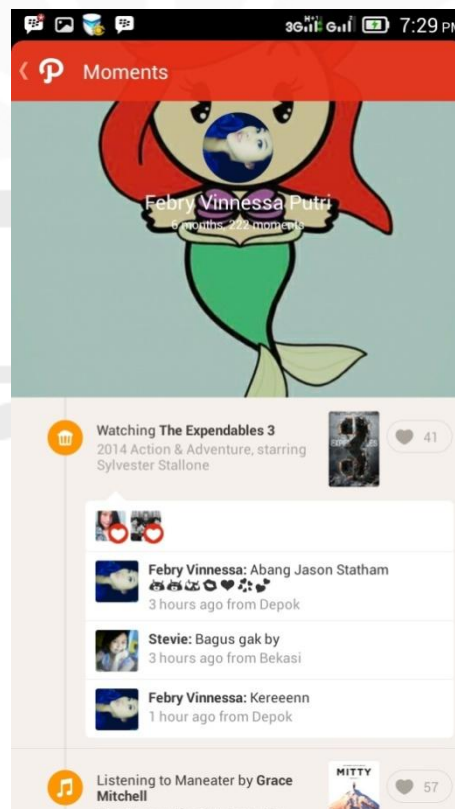 3G H+ G 7:29 PM
Moments
Febry Vinnessa Putri
6 months, 222 moments
Watching The Expendables 3
2014 Action & Adventure, starring
Sylvester Stallone
41
Febry Vinnessa: Abang Jason Statham
3 hours ago from Depok
Stevie: Bagus gak by
3 hours ago from Bekasi
Febry Vinnessa: Kereeenn
1 hour ago from Depok
Listening to Maneater by Grace
Mitchell
MITTY
57